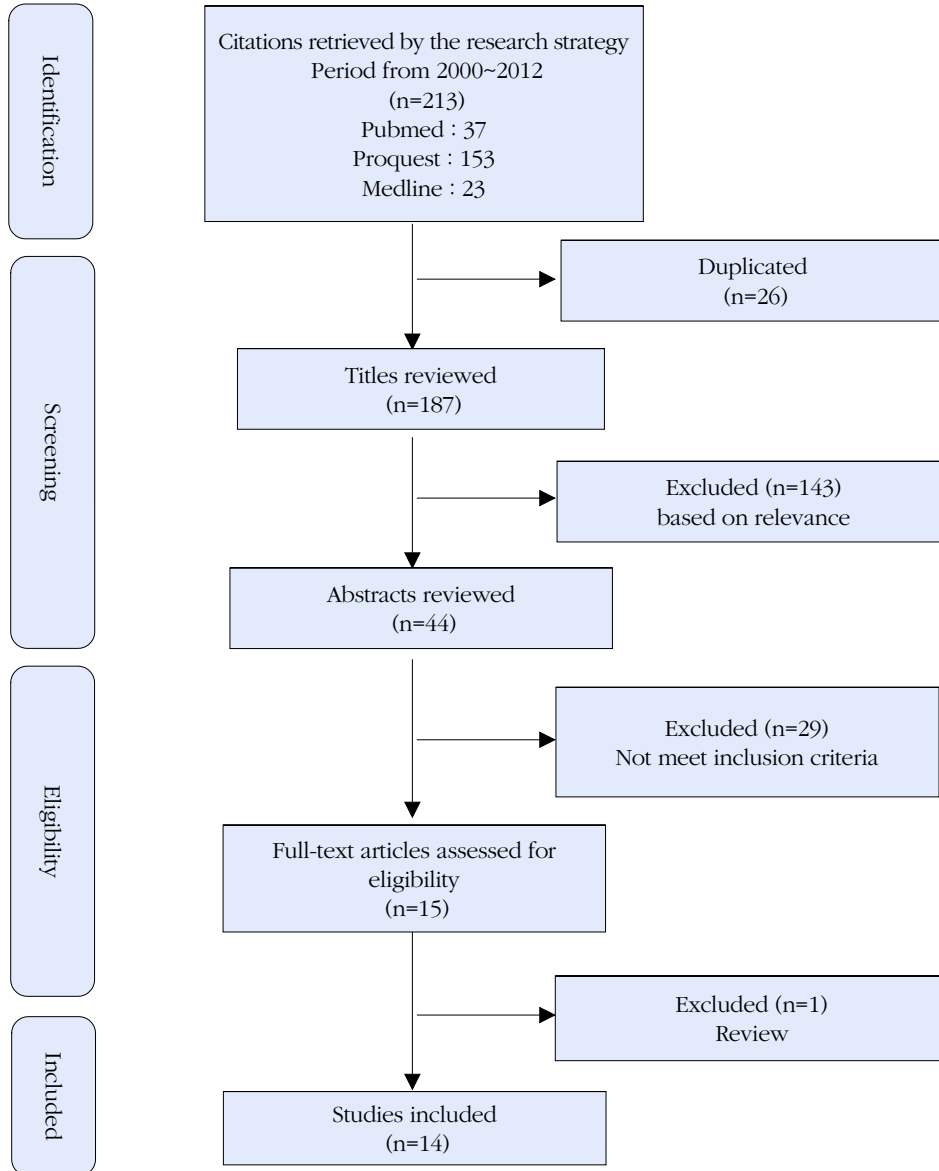 Identification
Citations retrieved by the research strategy
Period from 2000~2012
(n=213)
Pubmed : 37
Proquest : 153
Medline : 23
Duplicated
(n=26)
Screening
Titles reviewed
(n=187)
Excluded (n=143)
based on relevance
Abstracts reviewed
(n=44)
Eligibility
Excluded (n=29)
Not meet inclusion criteria
Full-text articles assessed for
eligibility
(n=15)
Excluded (n=1)
Review
Included
Studies included
(n=14)